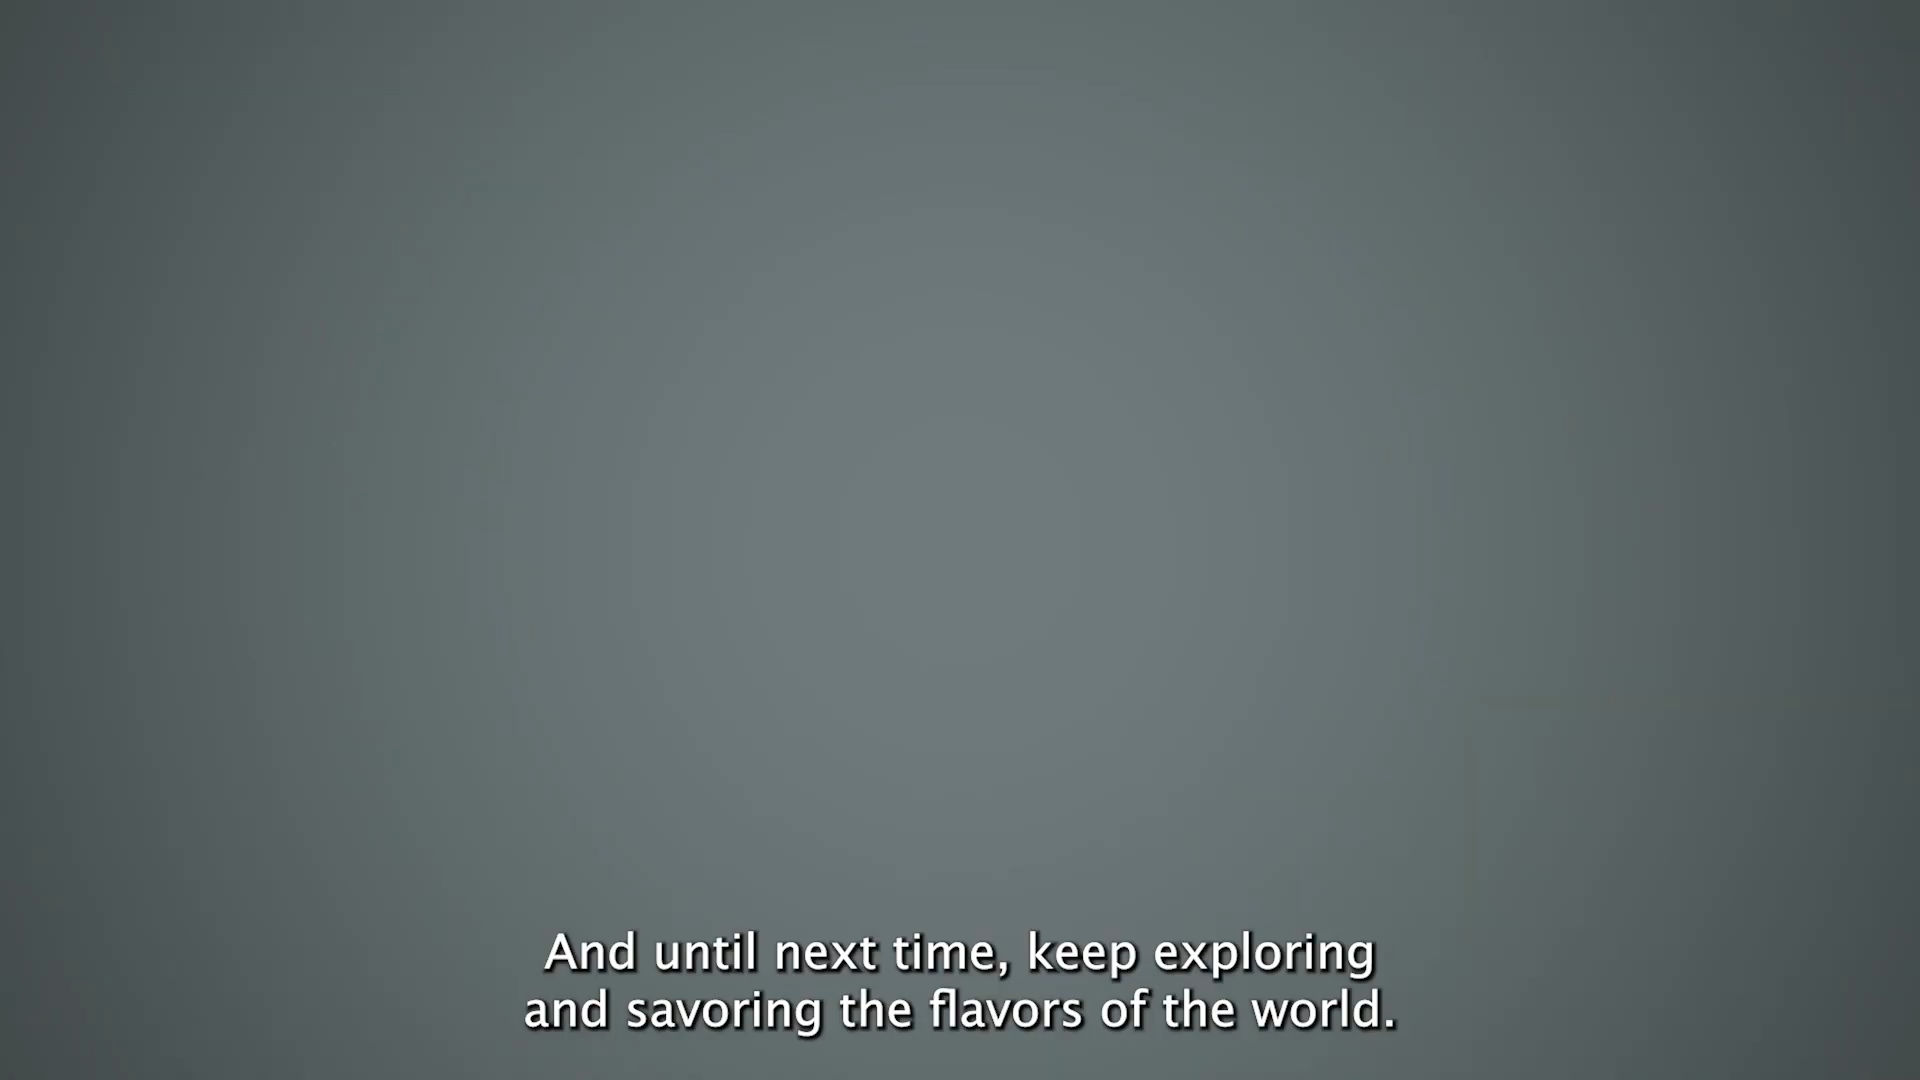 And until next time, keep exploring
and savoring the flavors of the world.